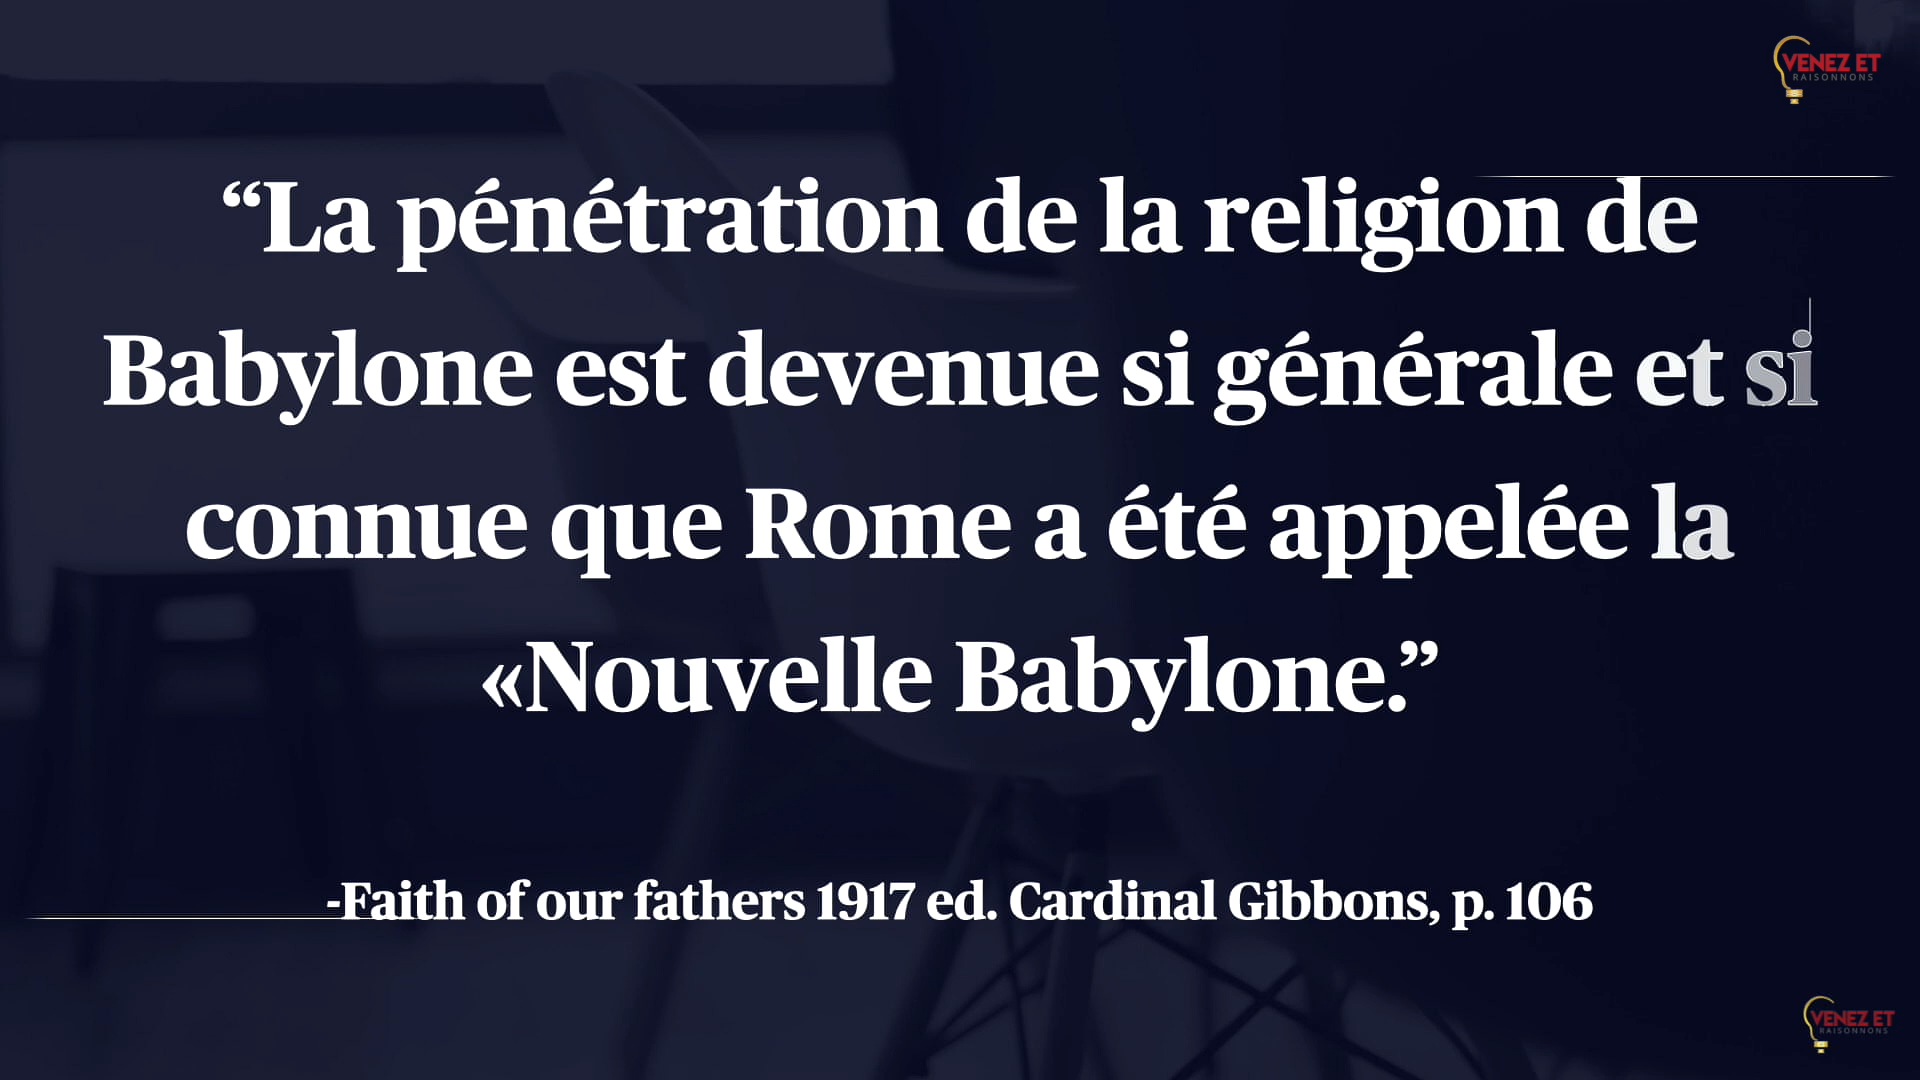 VENEZ ET
RAISONNONS
“La pénétration de la religion de
Babylone est devenue si générale et si
connue que Rome a été appelée la
«Nouvelle Babylone.”
-Faith of our fathers 1917 ed. Cardinal Gibbons, p. 106
VENEZ ET
RAISONNONS